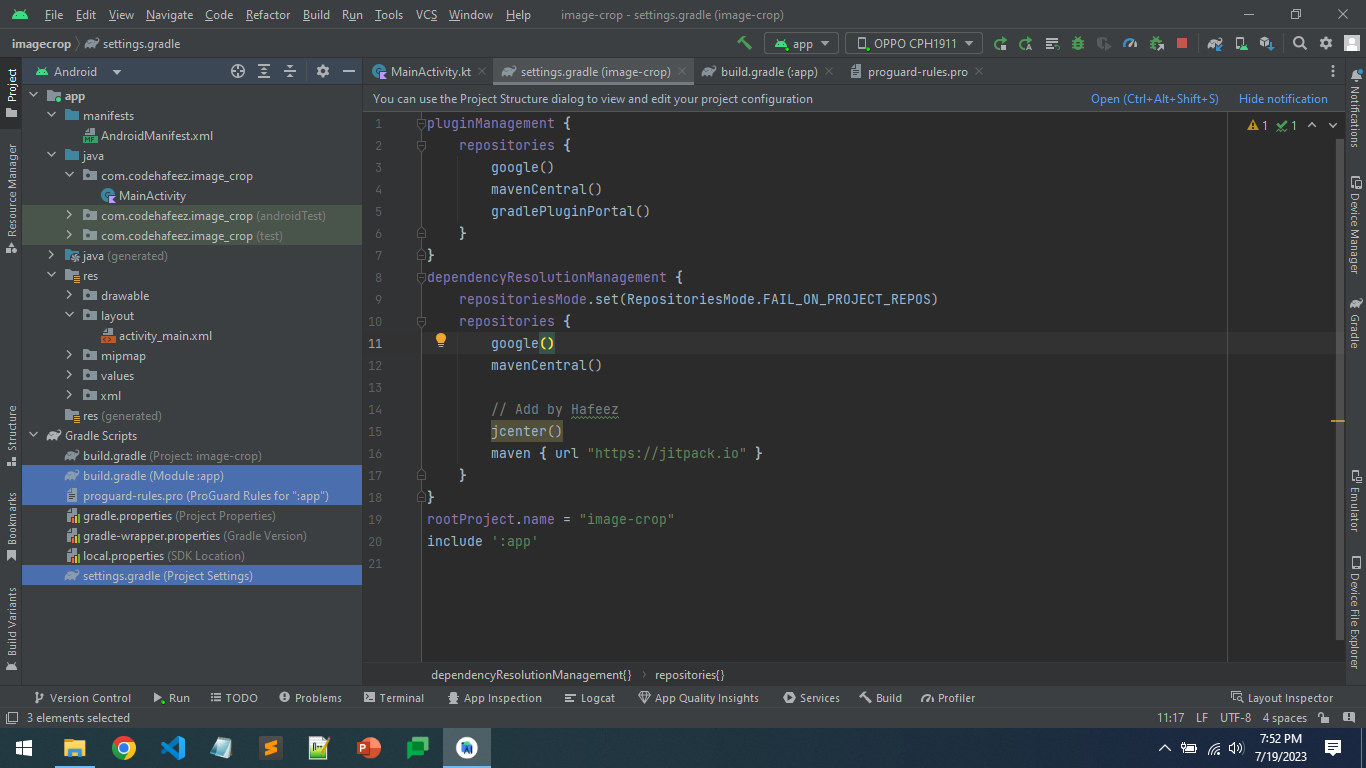 File Edit View Navigate Code Refactor Build Run Tools VCS Window Help image-crop - settings.gradle (image-crop)
imagecrop settings.gradle app OPPO CPH1911
Project
Resource Manager
Structure
Bookmarks
Build Variants
Android
app
manifests
AndroidManifest.xml
java
com.codehafeez.image_crop
MainActivity
com.codehafeez.image_crop (androidTest)
com.codehafeez.image_crop (test)
java (generated)
res
drawable
layout
activity_main.xml
mipmap
values
xml
res (generated)
Gradle Scripts
build.gradle (Project: image-crop)
build.gradle (Module :app)
proguard-rules.pro (ProGuard Rules for ":app")
gradle.properties (Project Properties)
gradle-wrapper.properties (Gradle Version)
local.properties (SDK Location)
settings.gradle (Project Settings)
MainActivity.kt settings.gradle (image-crop) build.gradle (:app) proguard-rules.pro
You can use the Project Structure dialog to view and edit your project configuration Open (Ctrl+Alt+Shift+S) Hide notification
1 pluginManagement { 1 1
2 repositories {
3 google()
4 mavenCentral()
5 gradlePluginPortal()
6 }
7 }
8 dependencyResolutionManagement {
9 repositoriesMode.set(RepositoriesMode.FAIL_ON_PROJECT_REPOS)
10 repositories {
11 google()
12 mavenCentral()
13
14 // Add by Hafeez
15 jcenter()
16 maven { url "https://jitpack.io" }
17 }
18 }
19 rootProject.name = "image-crop"
20 include ':app'
21
dependencyResolutionManagement{} repositories{}
Notifications
Device Manager
Gradle
Emulator
Device File Explorer
Version Control Run TODO Problems Terminal App Inspection Logcat App Quality Insights Services Build Profiler Layout Inspector
3 elements selected 11:17 LF UTF-8 4 spaces
7:52 PM
7/19/2023